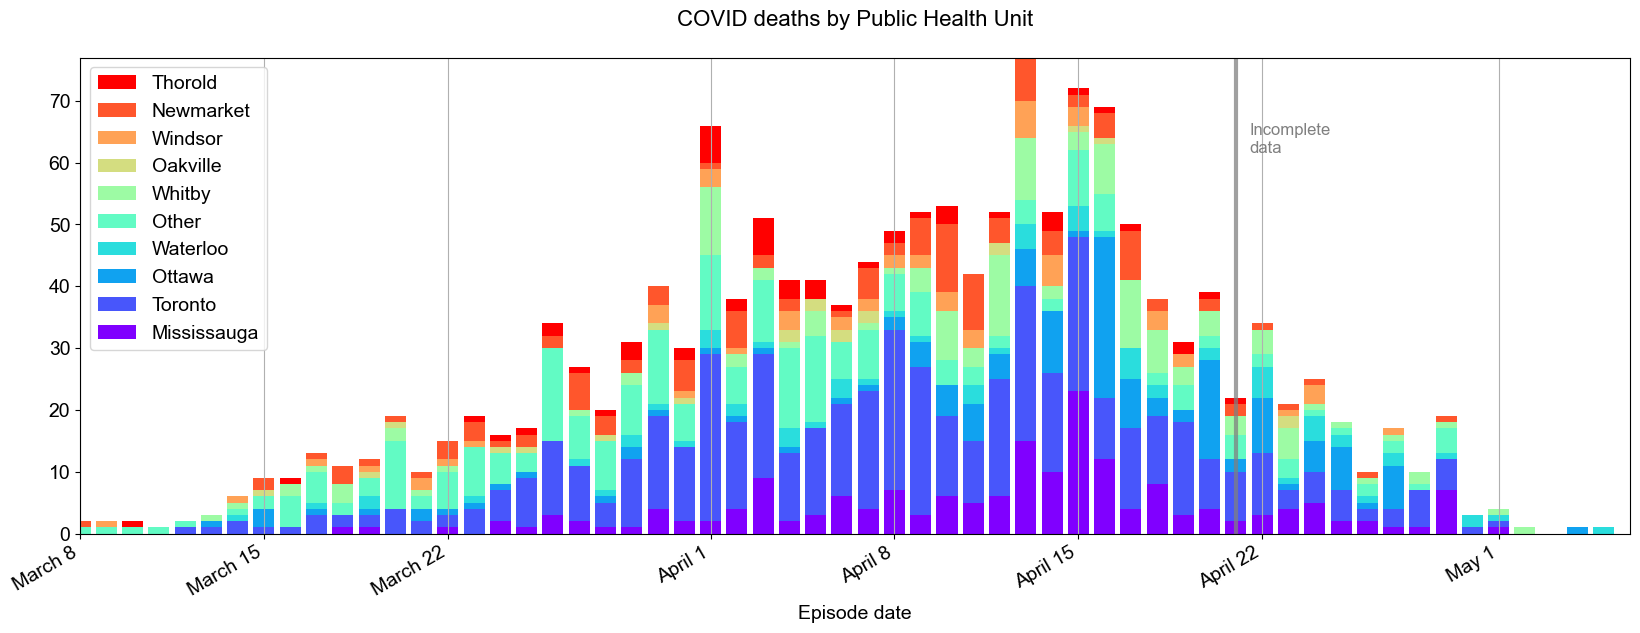 COVID deaths by Public Health Unit
Thorold
Newmarket
Windsor
Oakville
Whitby
Other
Waterloo
Ottawa
Toronto
Mississauga
Incomplete
data
70
60
50
40
30
20
10
0
March 8
March 15
March 22
April 1
April 8
April 15
April 22
May 1
Episode date